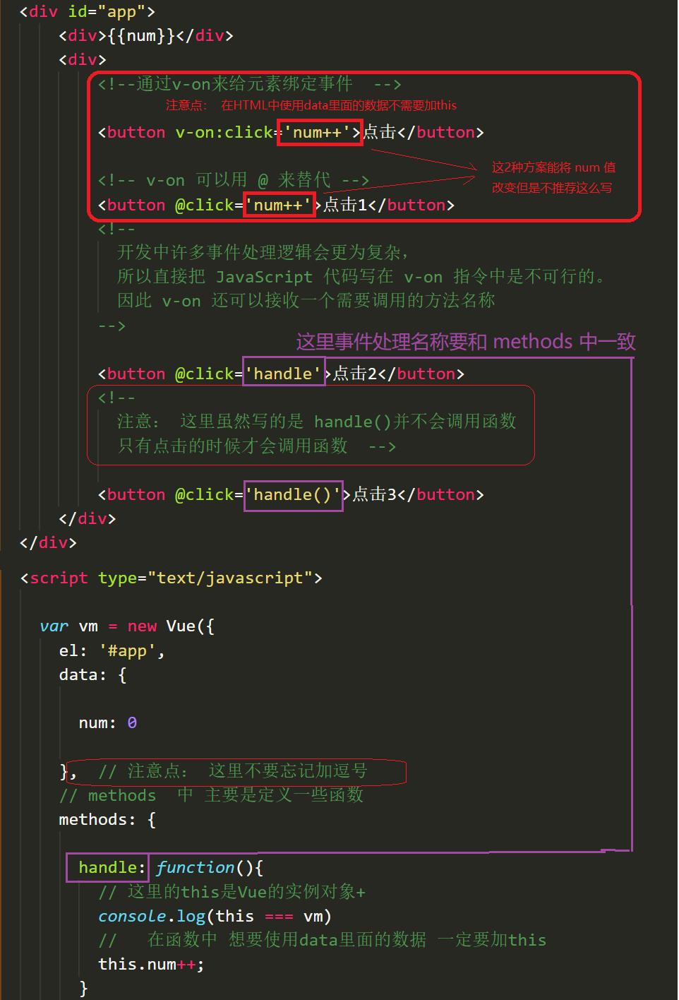 <div id="app">
<div>{{num}}</div>
<div>
<!--通过v-on来给元素绑定事件  -->
注意点： 在HTML中使用data里面的数据不需要加this
<button v-on:click='num++'>点击</button>
这2种方案能将 num 值
<!-- v-on 可以用 @ 来替代 -->
改变但是不推荐这么写
<button @click='num++'>点击1</button>
<!--
开发中许多事件处理逻辑会更为复杂，
所以直接把 JavaScript 代码写在 v-on 指令中是不可行的。
因此 v-on 还可以接收一个需要调用的方法名称
-->
这里事件处理名称要和 methods 中一致
<button @click='handle'>点击2</button>
<!--
注意： 这里虽然写的是 handle()并不会调用函数
只有点击的时候才会调用函数  -->
<button @click='handle()'>点击3</button>
</div>
</div>
<script type="text/javascript">
var vm = new Vue({
el: '#app',
data: {
num: 0
},  // 注意点： 这里不要忘记加逗号
// methods  中 主要是定义一些函数
methods: {
handle: function(){
// 这里的this是Vue的实例对象+
console.log(this === vm)
//   在函数中 想要使用data里面的数据 一定要加this
this.num++;
}